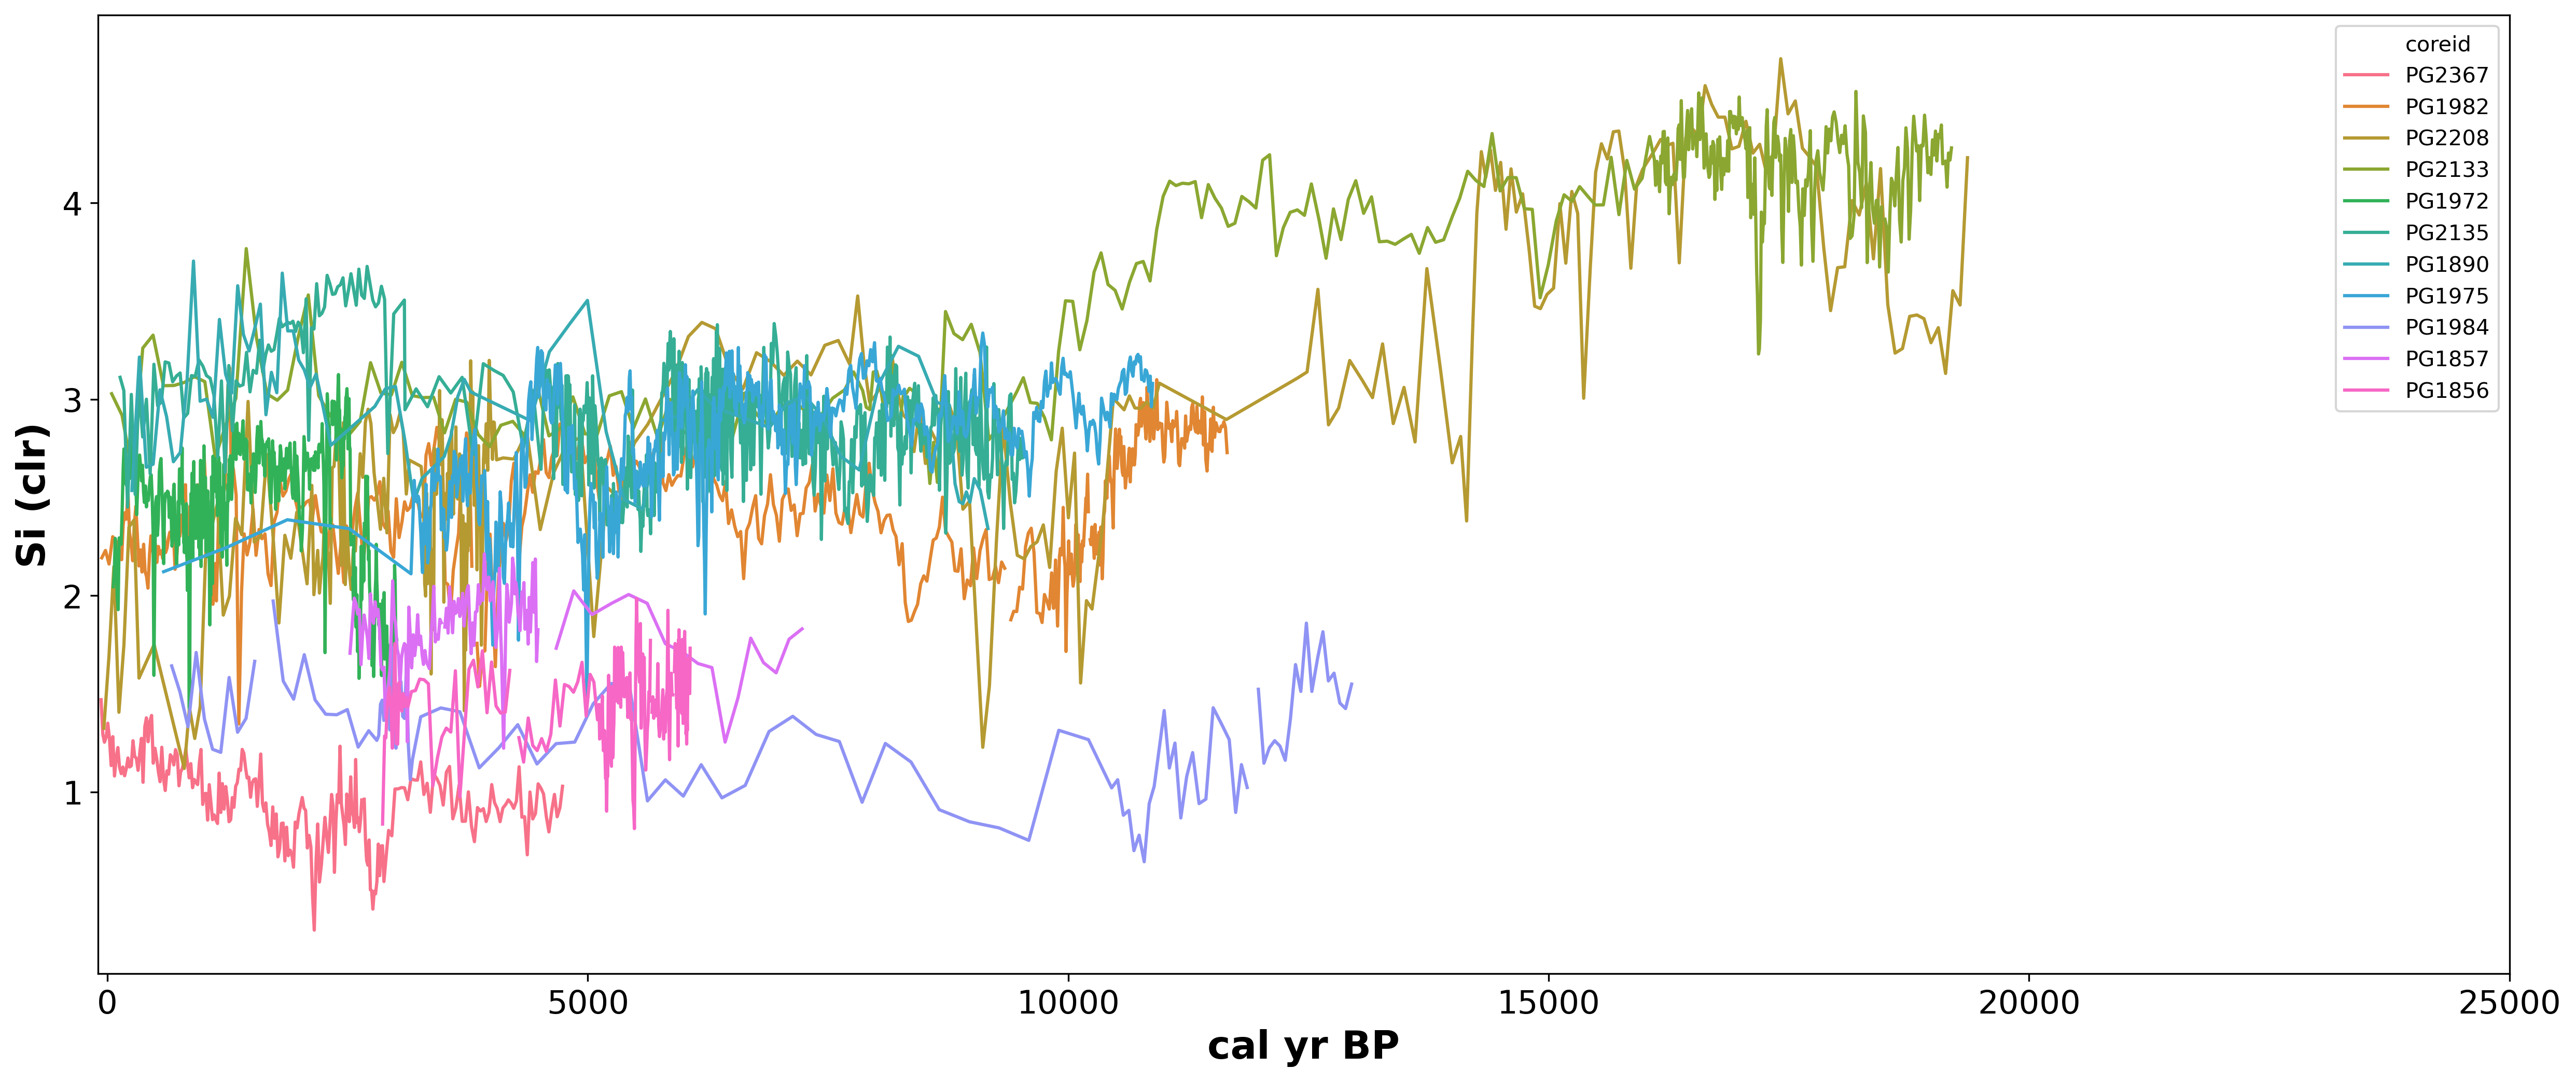 coreid
PG2367
PG1982
PG2208
PG2133
PG1972
PG2135
PG1890
PG1975
PG1984
PG1857
PG1856
Si (clr)
4
3
2
1
0 5000 10000 15000 20000 25000
cal yr BP